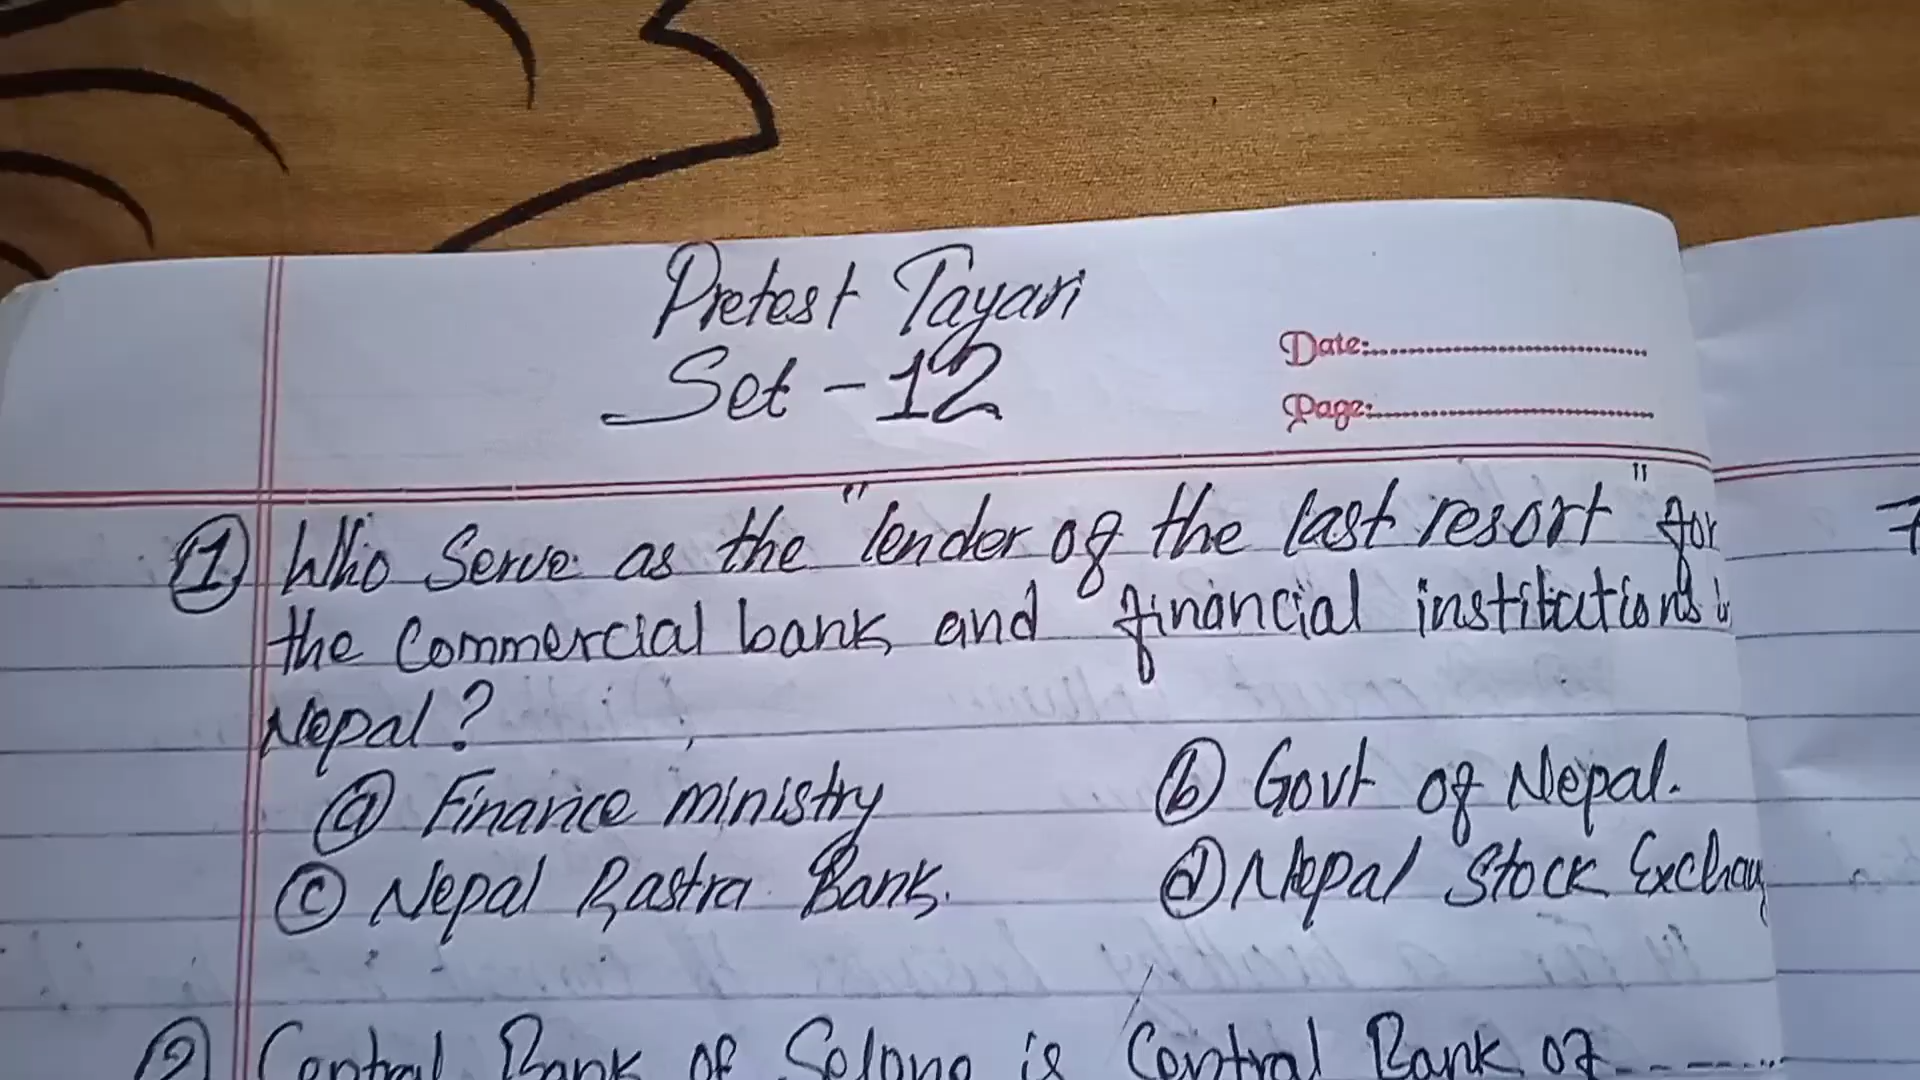 Pretest Tayari
Set - 12
Date:
Page:
① Who Serve as the "lender of the last resort" for
the Commercial bank and financial institutions
Nepal?
ⓐ Finance ministry ⓑ Govt of Nepal.
ⓒ Nepal Rastra Bank. ⓓ Nepal Stock Exchang
② Central Bank of Solano is Central Bank of -------
7